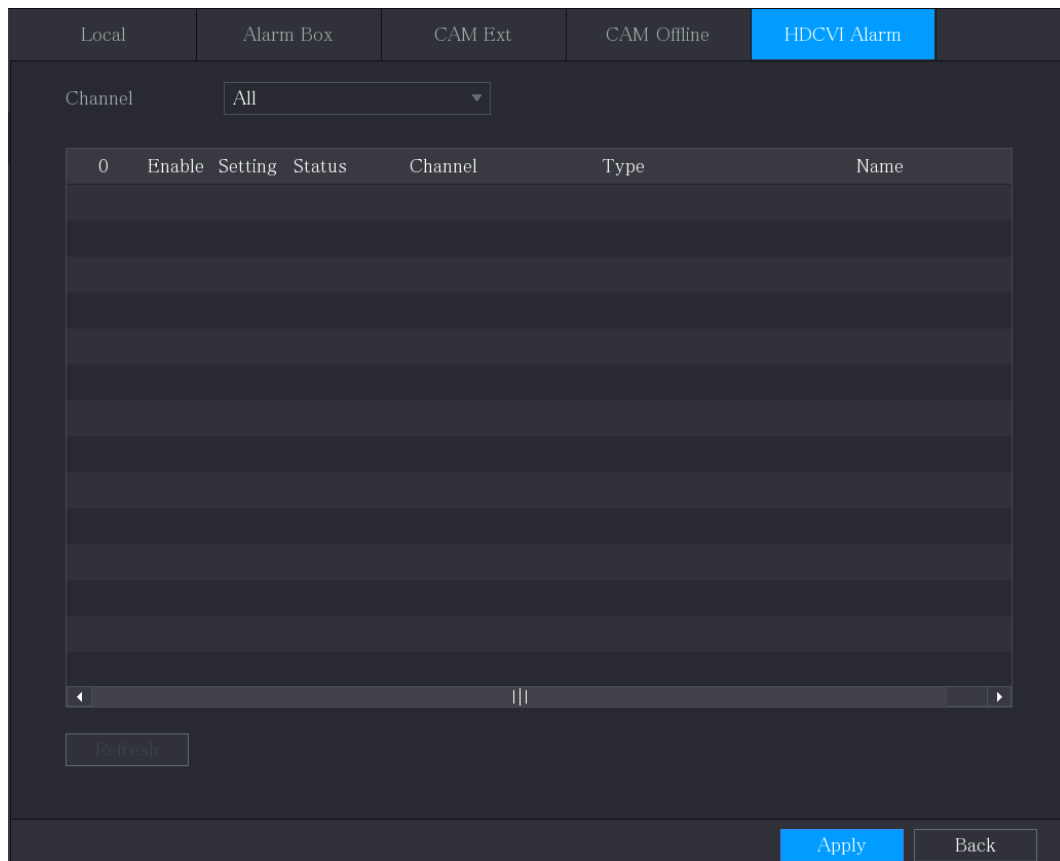 Local Alarm Box CAM Ext CAM Offline HDCVI Alarm
Channel All
0 Enable Setting Status Channel Type Name
Refresh
Apply Back